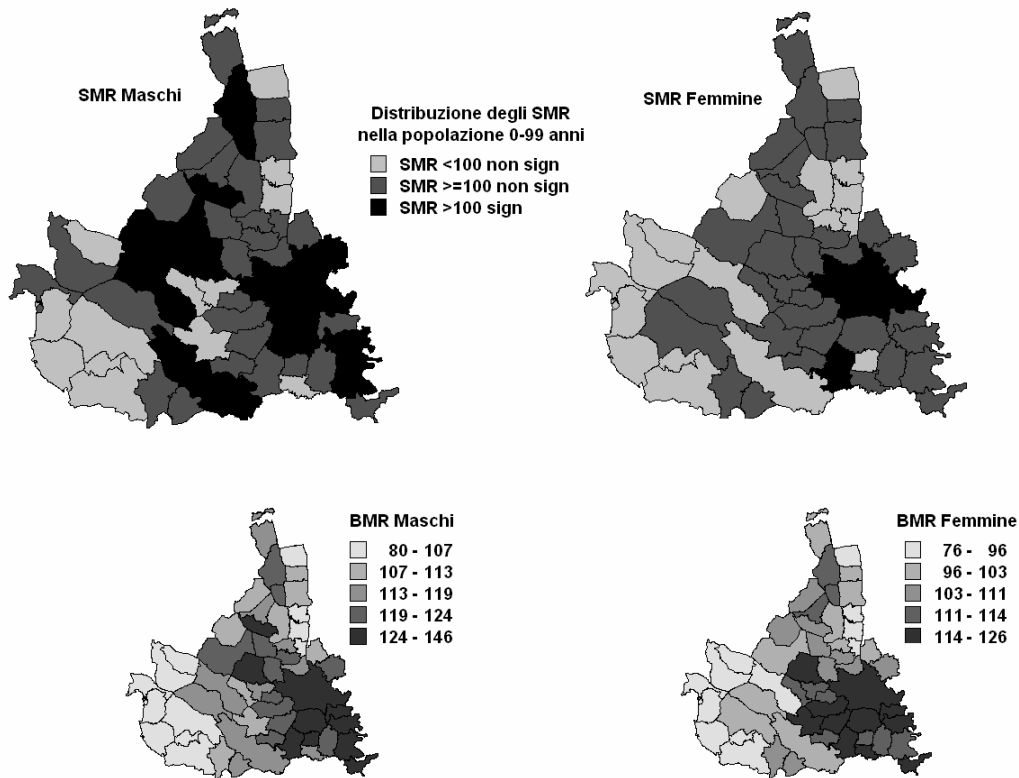 SMR Maschi
Distribuzione degli SMR
nella popolazione 0-99 anni
SMR <100 non sign
SMR >=100 non sign
SMR >100 sign
SMR Femmine
BMR Maschi
80 - 107
107 - 113
113 - 119
119 - 124
124 - 146
BMR Femmine
76 - 96
96 - 103
103 - 111
111 - 114
114 - 126